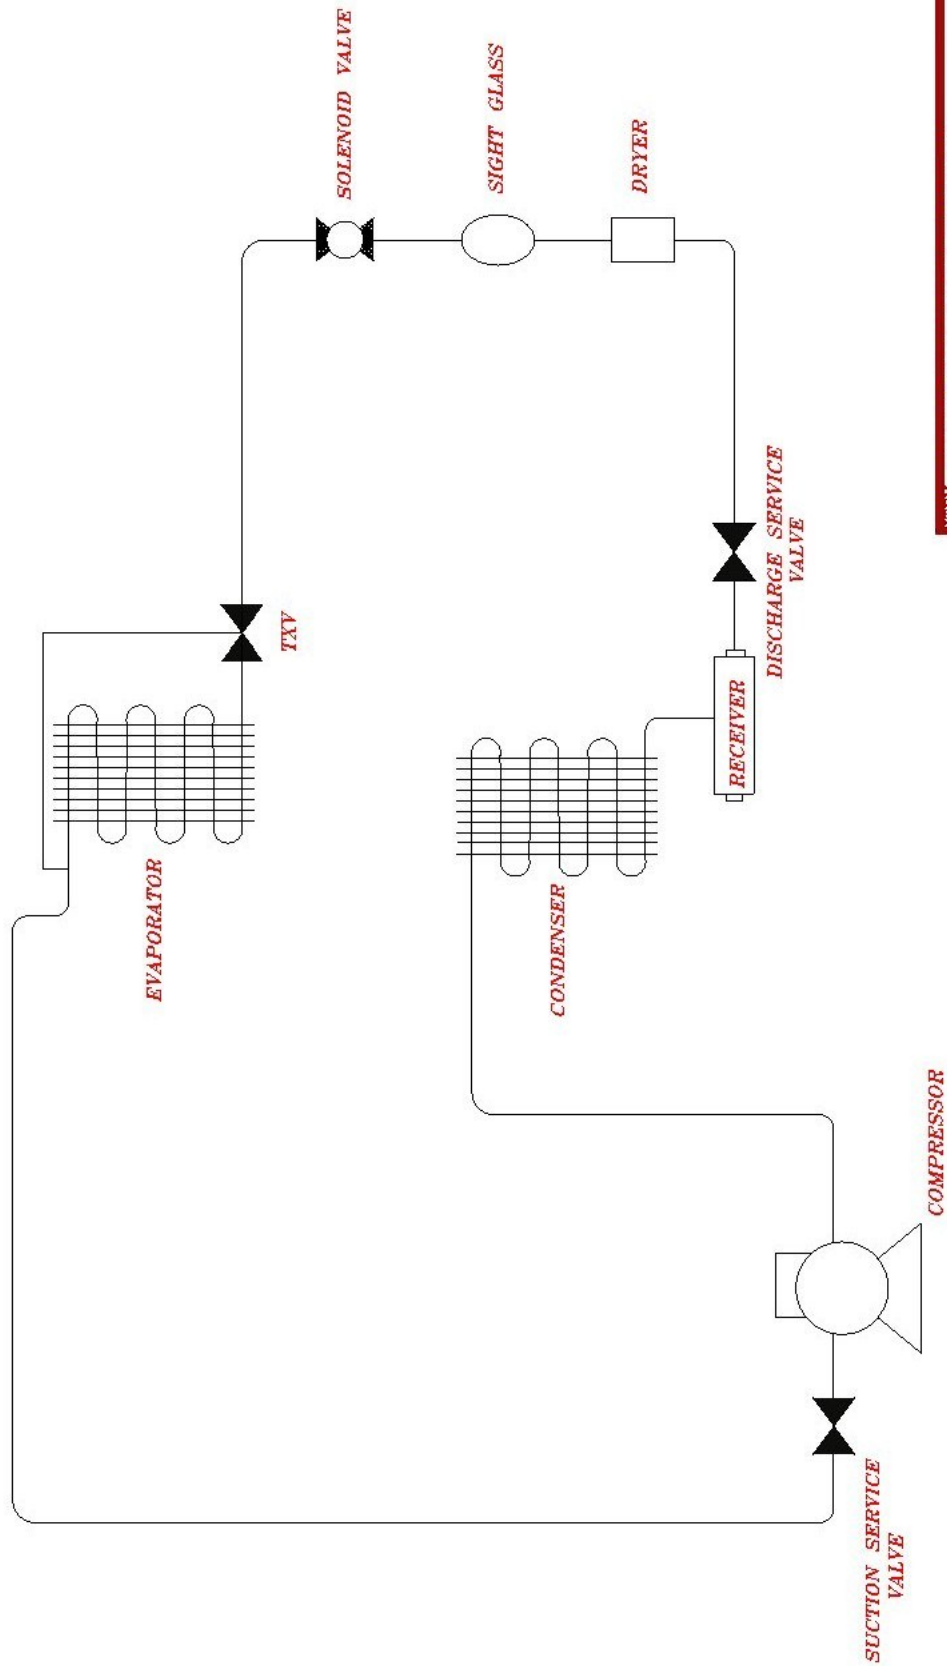 EVAPORATOR
TXV
SOLENOID VALVE
SIGHT GLASS
DRYER
CONDENSER
RECEIVER
DISCHARGE SERVICE
VALVE
COMPRESSOR
SUCTION SERVICE
VALVE